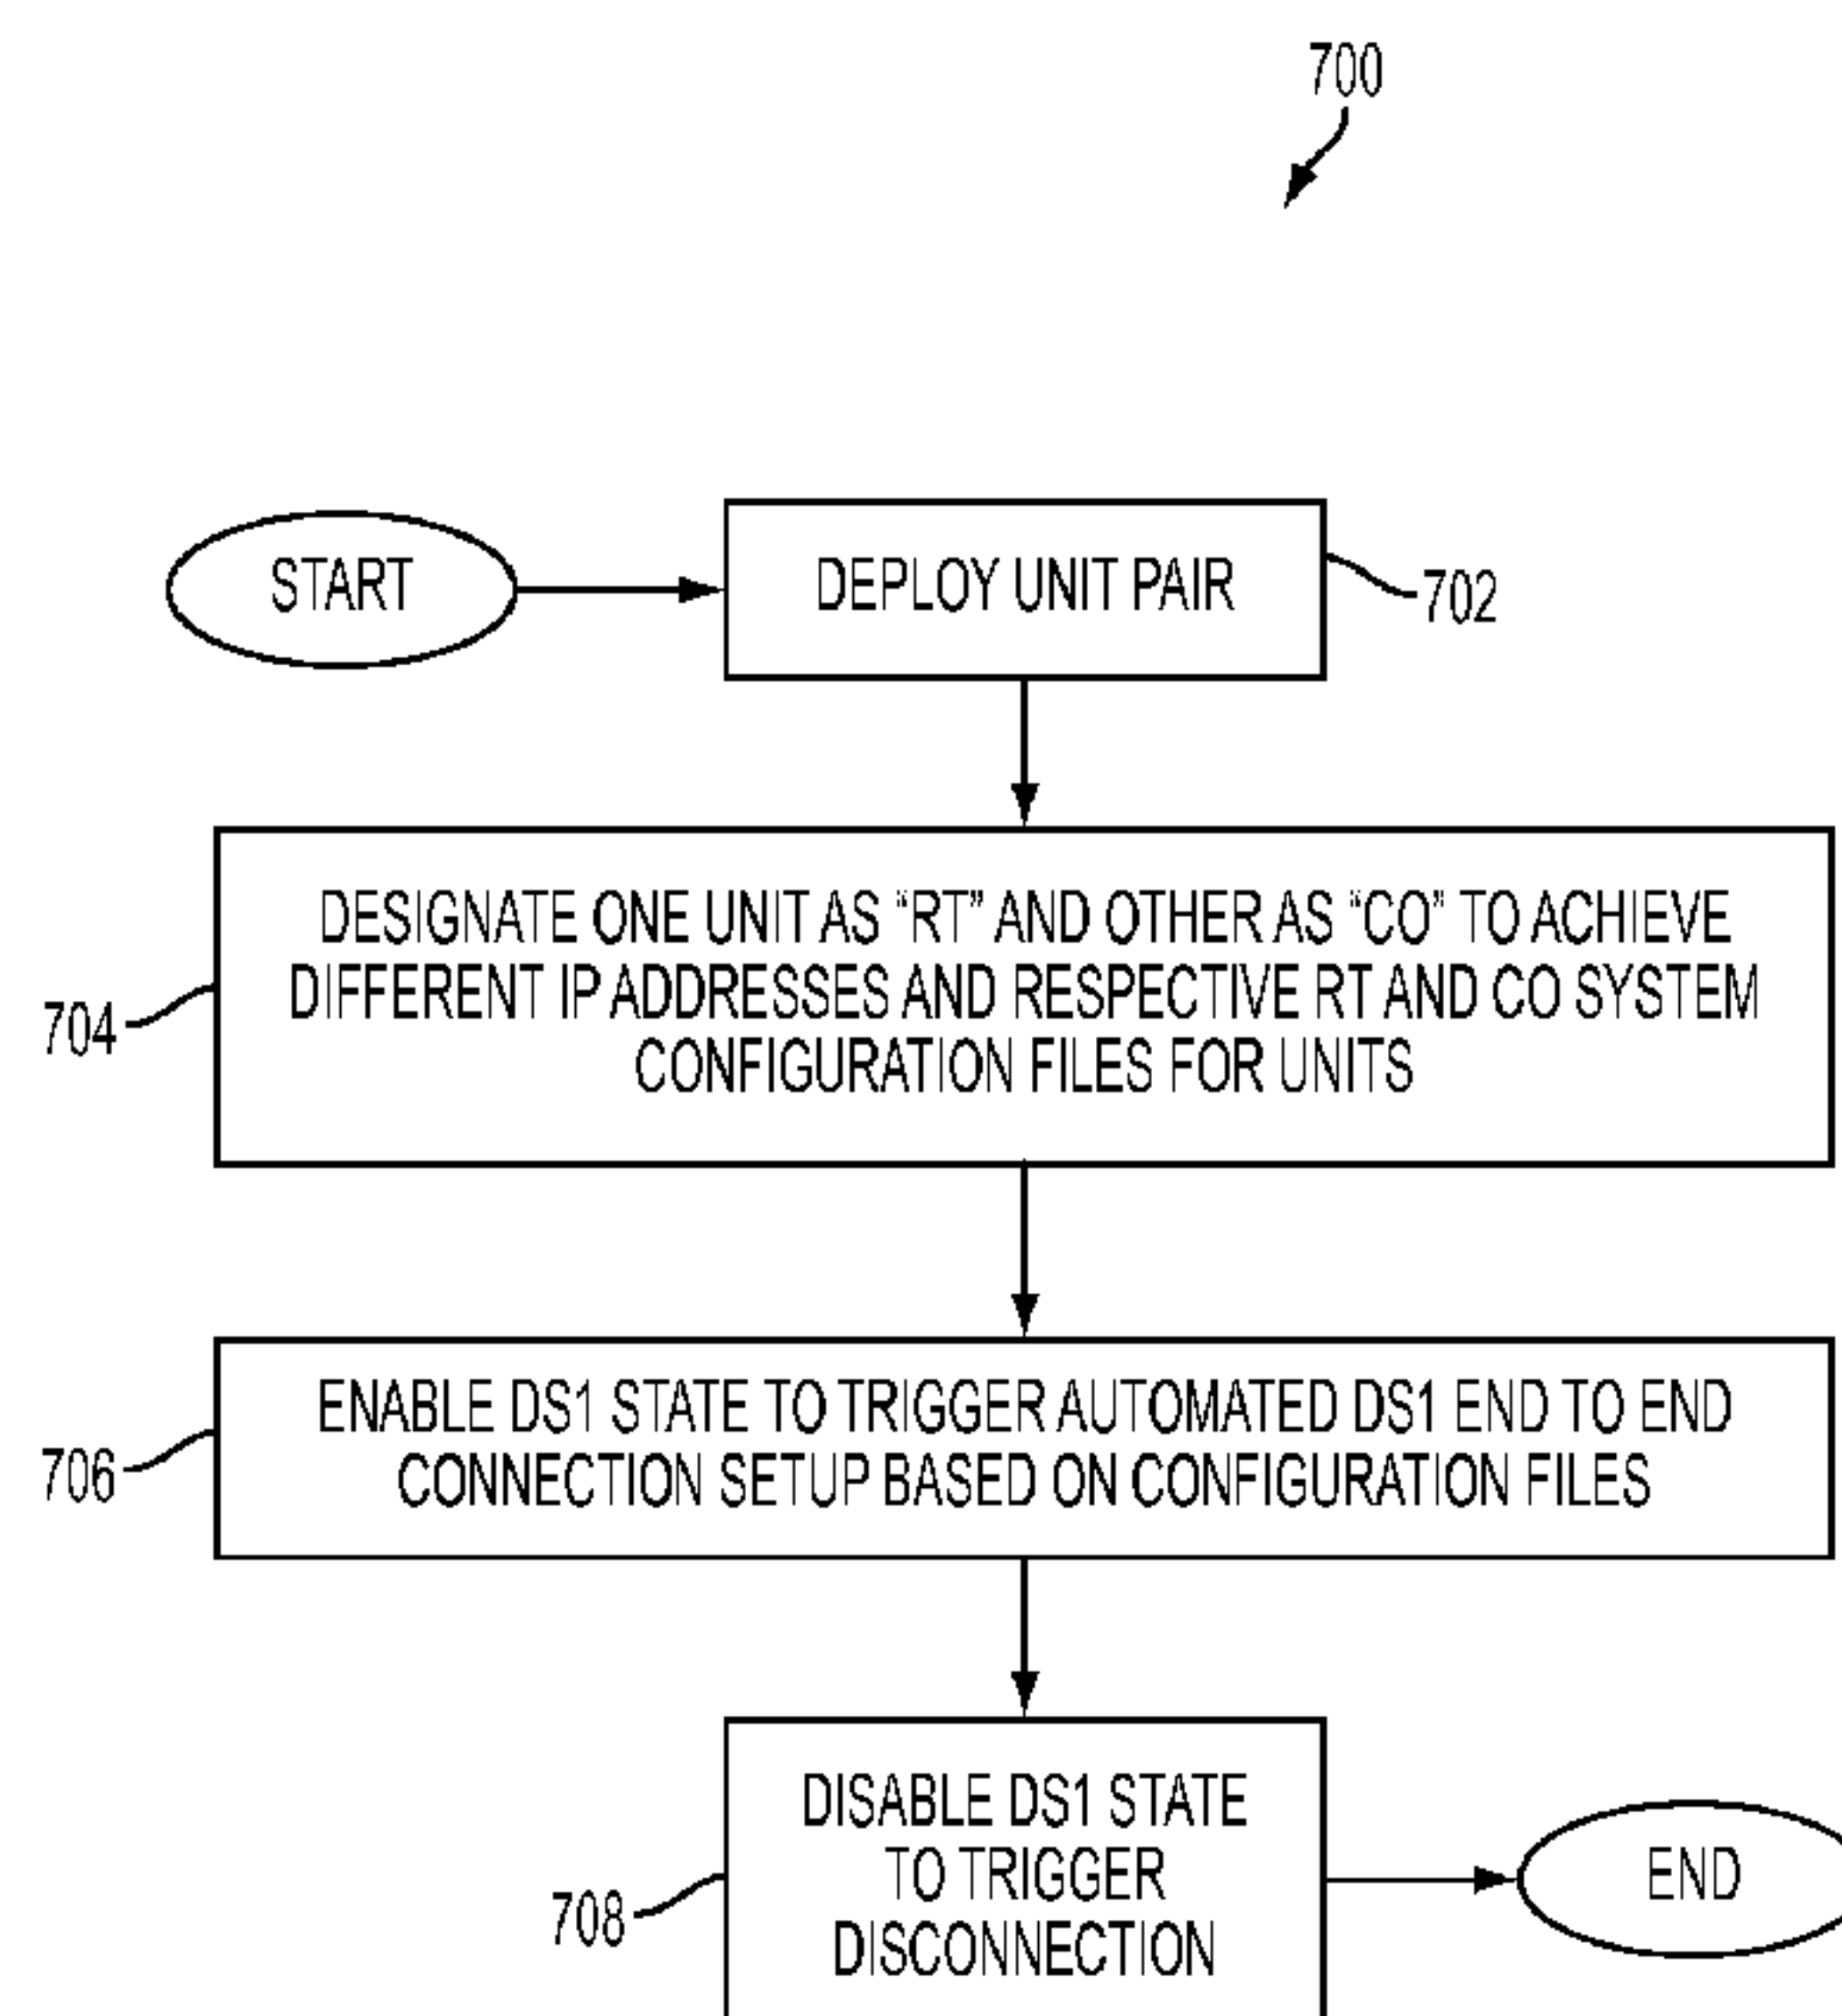 700
START
DEPLOY UNIT PAIR
702
DESIGNATE ONE UNIT AS “RT” AND OTHER AS “CO” TO ACHIEVE
DIFFERENT IP ADDRESSES AND RESPECTIVE RT AND CO SYSTEM
CONFIGURATION FILES FOR UNITS
704
ENABLE DS1 STATE TO TRIGGER AUTOMATED DS1 END TO END
CONNECTION SETUP BASED ON CONFIGURATION FILES
706
DISABLE DS1 STATE
TO TRIGGER
DISCONNECTION
708
END